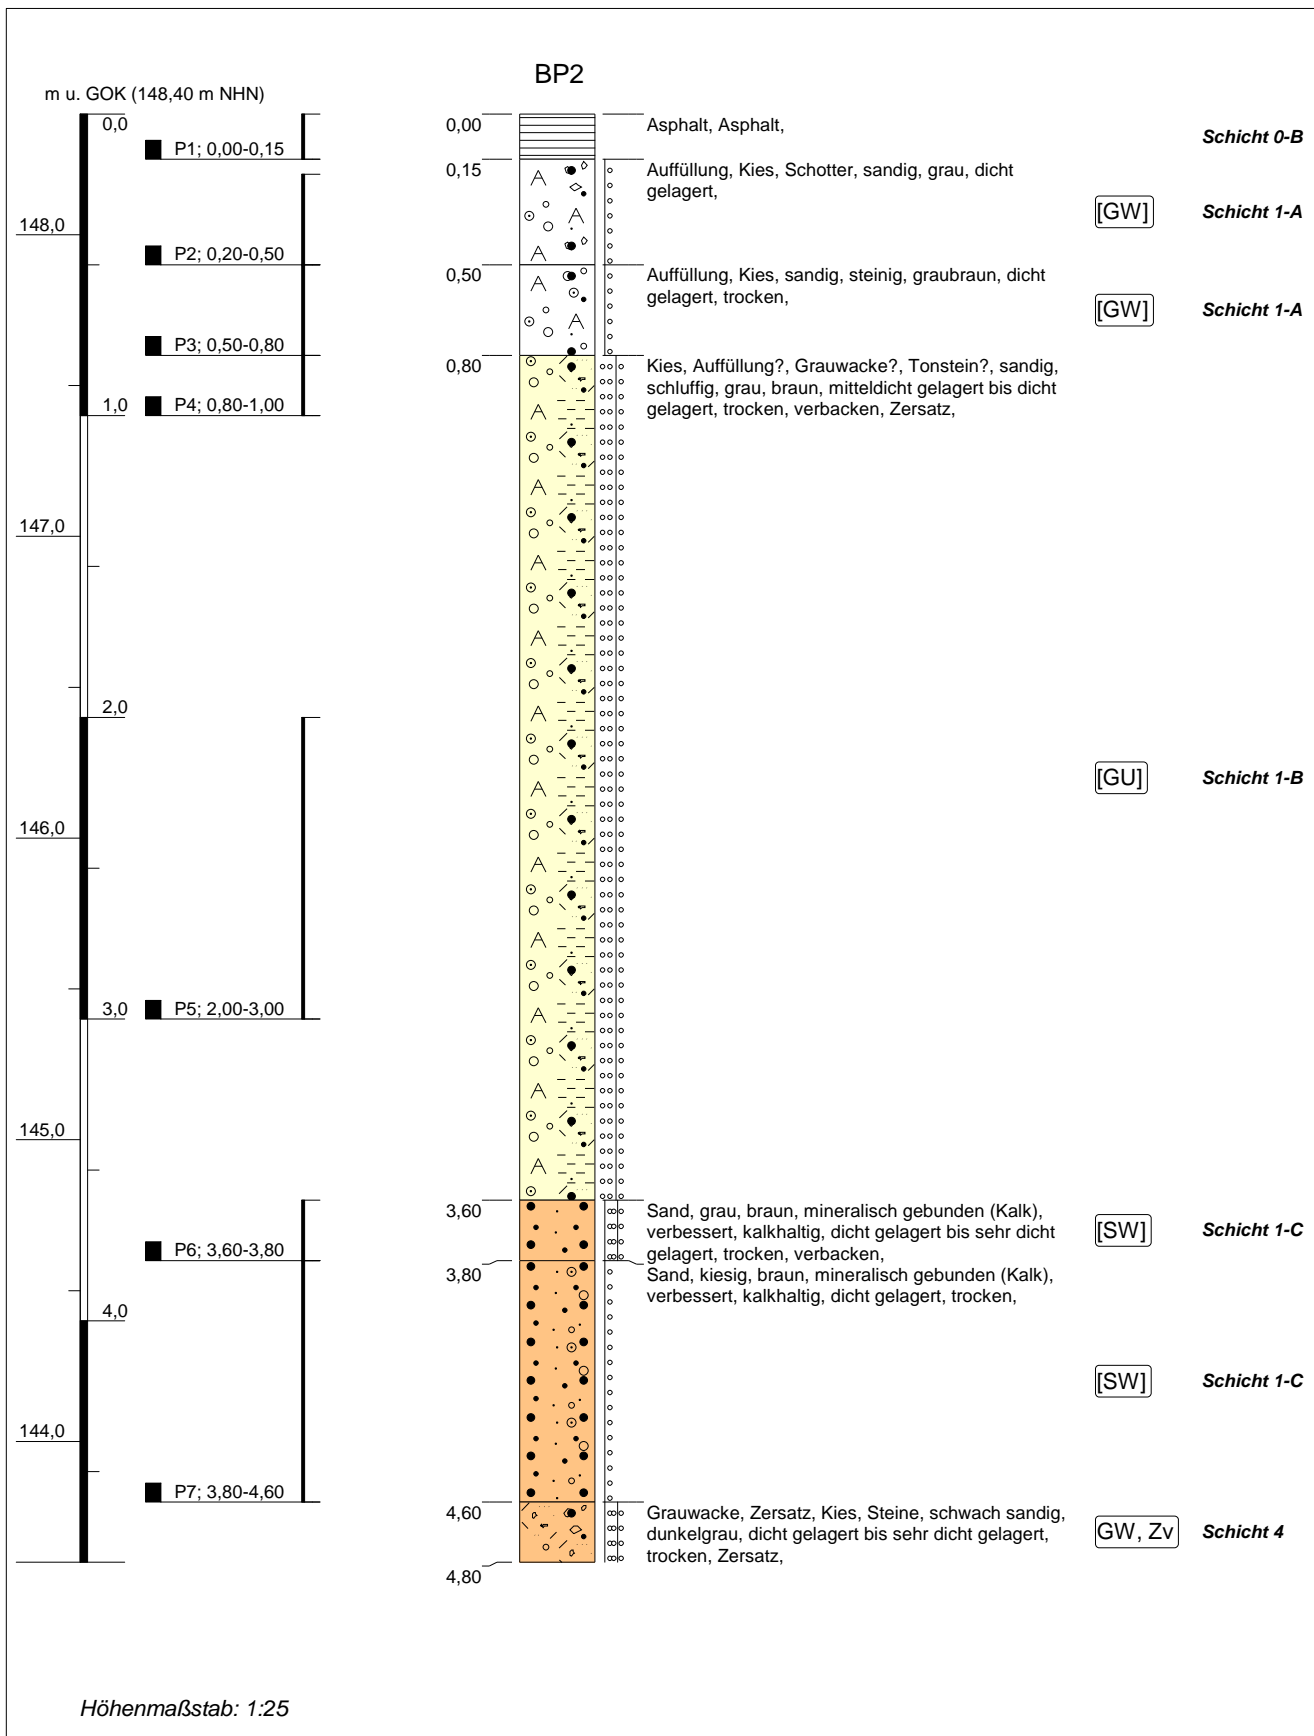 BP2
m u. GOK (148,40 m NHN)
0,0
0,00
Asphalt, Asphalt,
Schicht 0-B
P1; 0,00-0,15
0,15
Auffüllung, Kies, Schotter, sandig, grau, dicht
gelagert,
[GW]
Schicht 1-A
148,0
P2; 0,20-0,50
0,50
Auffüllung, Kies, sandig, steinig, graubraun, dicht
gelagert, trocken,
[GW]
Schicht 1-A
P3; 0,50-0,80
0,80
Kies, Auffüllung?, Grauwacke?, Tonstein?, sandig,
schluffig, grau, braun, mitteldicht gelagert bis dicht
gelagert, trocken, verbacken, Zersatz,
1,0
P4; 0,80-1,00
147,0
2,0
[GU]
Schicht 1-B
146,0
3,0
P5; 2,00-3,00
145,0
3,60
Sand, grau, braun, mineralisch gebunden (Kalk),
verbessert, kalkhaltig, dicht gelagert bis sehr dicht
gelagert, trocken, verbacken,
[SW]
Schicht 1-C
P6; 3,60-3,80
3,80
Sand, kiesig, braun, mineralisch gebunden (Kalk),
verbessert, kalkhaltig, dicht gelagert, trocken,
4,0
[SW]
Schicht 1-C
144,0
P7; 3,80-4,60
4,60
Grauwacke, Zersatz, Kies, Steine, schwach sandig,
dunkelgrau, dicht gelagert bis sehr dicht gelagert,
trocken, Zersatz,
GW, Zv
Schicht 4
4,80
Höhenmaßstab: 1:25